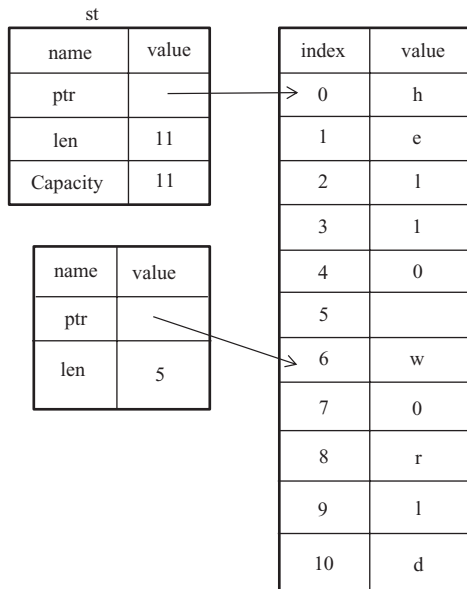 st
name value
ptr
len 11
Capacity 11
name value
ptr
len 5
index value
0 h
1 e
2 l
3 l
4 0
5
6 w
7 0
8 r
9 l
10 d